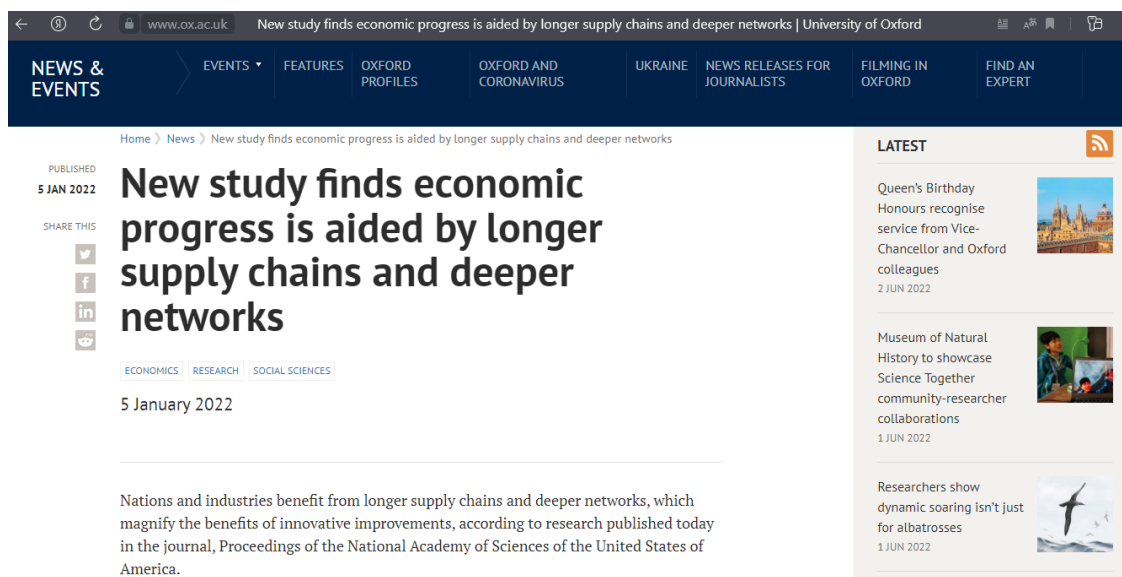 www.ox.ac.uk New study finds economic progress is aided by longer supply chains and deeper networks | University of Oxford
NEWS &
EVENTS
EVENTS
FEATURES
OXFORD
PROFILES
OXFORD AND
CORONAVIRUS
UKRAINE
NEWS RELEASES FOR
JOURNALISTS
FILMING IN
OXFORD
FIND AN
EXPERT
Home 》 News 》 New study finds economic progress is aided by longer supply chains and deeper networks
PUBLISHED
5 JAN 2022
SHARE THIS
New study finds economic
progress is aided by longer
supply chains and deeper
networks
ECONOMICS RESEARCH SOCIAL SCIENCES
5 January 2022
Nations and industries benefit from longer supply chains and deeper networks, which
magnify the benefits of innovative improvements, according to research published today
in the journal, Proceedings of the National Academy of Sciences of the United States of
America.
LATEST
Queen's Birthday
Honours recognise
service from Vice-
Chancellor and Oxford
colleagues
2 JUN 2022
Museum of Natural
History to showcase
Science Together
community-researcher
collaborations
1 JUN 2022
Researchers show
dynamic soaring isn't just
for albatrosses
1 JUN 2022